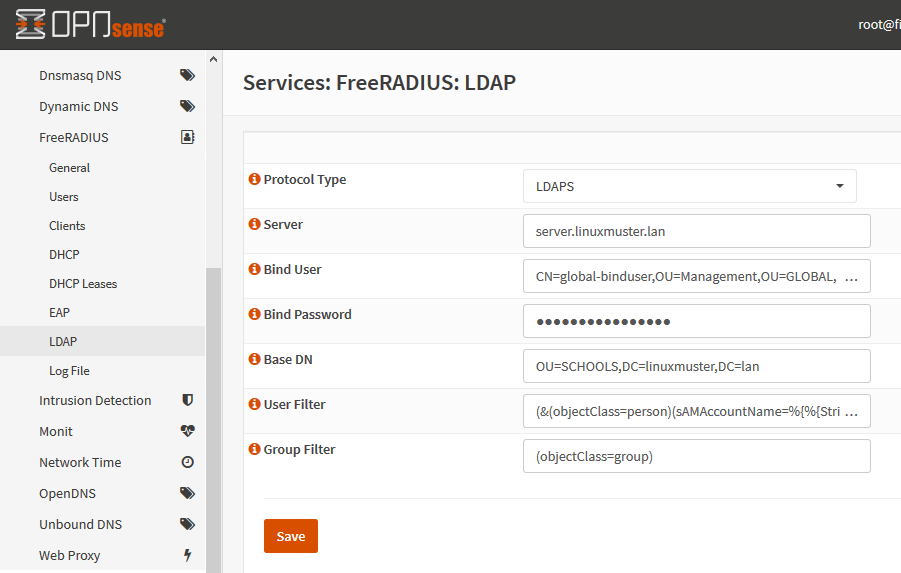 OPNsense
root@fi
Dnsmasq DNS
Dynamic DNS
FreeRADIUS
General
Users
Clients
DHCP
DHCP Leases
EAP
LDAP
Log File
Intrusion Detection
Monit
Network Time
OpenDNS
Unbound DNS
Web Proxy
Services: FreeRADIUS: LDAP
Protocol Type LDAPS
Server server.linuxmuster.lan
Bind User CN=global-binduser,OU=Management,OU=GLOBAL, ...
Bind Password ●●●●●●●●●●●●●●●●
Base DN OU=SCHOOLS,DC=linuxmuster,DC=lan
User Filter (&(objectClass=person)(sAMAccountName=%{%{Stri ...
Group Filter (objectClass=group)
Save